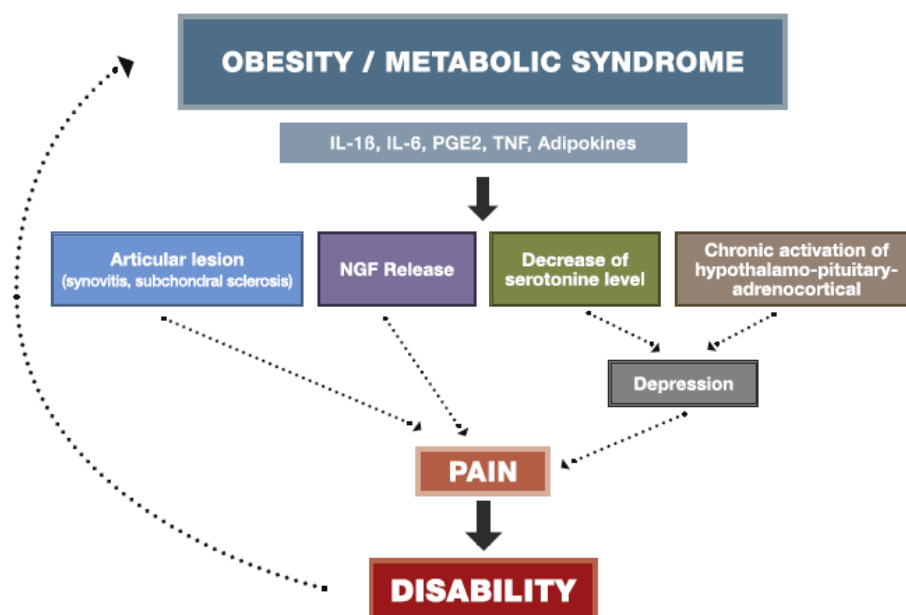 OBESITY / METABOLIC SYNDROME
IL-1ß, IL-6, PGE2, TNF, Adipokines
Articular lesion
(synovitis, subchondral sclerosis)
NGF Release
Decrease of
serotonine level
Chronic activation of
hypothalamo-pituitary-
adrenocortical
Depression
PAIN
DISABILITY